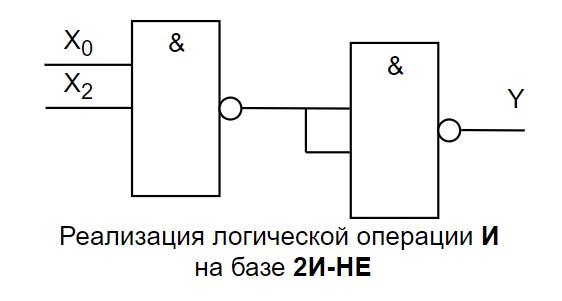 X0
&
X2
&
Y
Реализация логической операции И
на базе 2И-НЕ